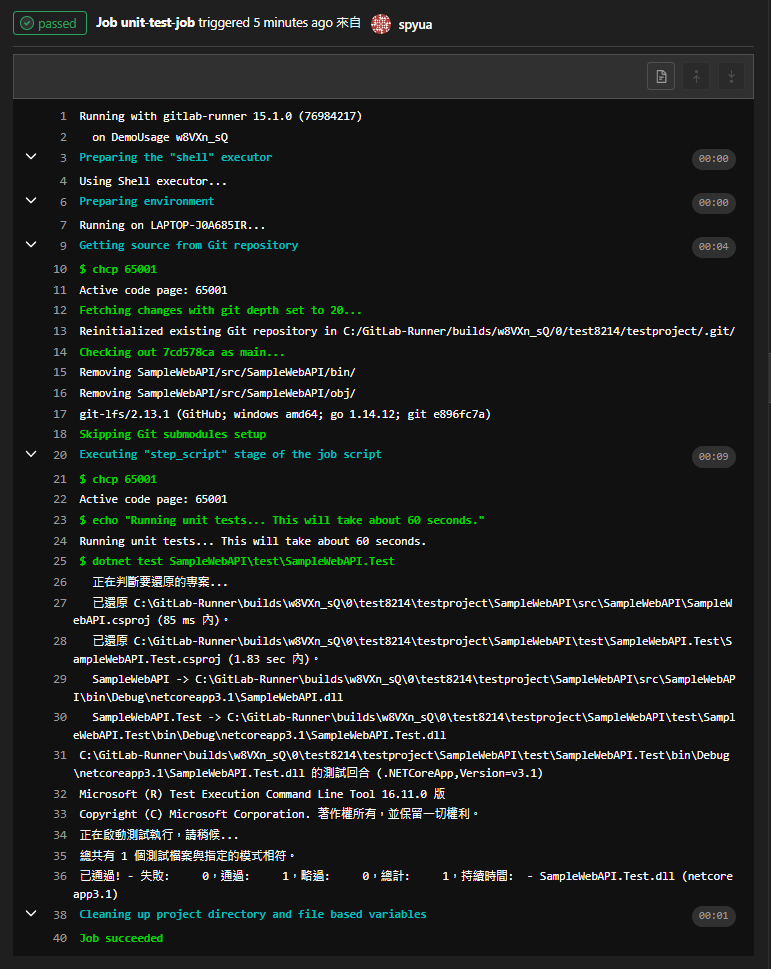 passed Job unit-test-job triggered 5 minutes ago 來自 spyua
1 Running with gitlab-runner 15.1.0 (76984217)
2 on DemoUsage w8VXn_sQ
3 Preparing the "shell" executor 00:00
4 Using Shell executor...
6 Preparing environment 00:00
7 Running on LAPTOP-J0A685IR...
9 Getting source from Git repository 00:04
10 $ chcp 65001
11 Active code page: 65001
12 Fetching changes with git depth set to 20...
13 Reinitialized existing Git repository in C:/GitLab-Runner/builds/w8VXn_sQ/0/test8214/testproject/.git/
14 Checking out 7cd578ca as main...
15 Removing SampleWebAPI/src/SampleWebAPI/bin/
16 Removing SampleWebAPI/src/SampleWebAPI/obj/
17 git-lfs/2.13.1 (GitHub; windows amd64; go 1.14.12; git e896fc7a)
18 Skipping Git submodules setup
20 Executing "step_script" stage of the job script 00:09
21 $ chcp 65001
22 Active code page: 65001
23 $ echo "Running unit tests... This will take about 60 seconds."
24 Running unit tests... This will take about 60 seconds.
25 $ dotnet test SampleWebAPI\test\SampleWebAPI.Test
26 正在判斷要還原的專案...
27 已還原 C:\GitLab-Runner\builds\w8VXn_sQ\0\test8214\testproject\SampleWebAPI\src\SampleWebAPI\SampleW
ebAPI.csproj (85 ms 內)。
28 已還原 C:\GitLab-Runner\builds\w8VXn_sQ\0\test8214\testproject\SampleWebAPI\test\SampleWebAPI.Test\S
ampleWebAPI.Test.csproj (1.83 sec 內)。
29 SampleWebAPI -> C:\GitLab-Runner\builds\w8VXn_sQ\0\test8214\testproject\SampleWebAPI\src\SampleWebAP
I\bin\Debug\netcoreapp3.1\SampleWebAPI.dll
30 SampleWebAPI.Test -> C:\GitLab-Runner\builds\w8VXn_sQ\0\test8214\testproject\SampleWebAPI\test\Sampl
eWebAPI.Test\bin\Debug\netcoreapp3.1\SampleWebAPI.Test.dll
31 C:\GitLab-Runner\builds\w8VXn_sQ\0\test8214\testproject\SampleWebAPI\test\SampleWebAPI.Test\bin\Debug
\netcoreapp3.1\SampleWebAPI.Test.dll 的測試回合 (.NETCoreApp,Version=v3.1)
32 Microsoft (R) Test Execution Command Line Tool 16.11.0 版
33 Copyright (C) Microsoft Corporation. 著作權所有，並保留一切權利。
34 正在啟動測試執行，請稍候...
35 總共有 1 個測試檔案與指定的模式相符。
36 已通過! - 失敗: 0，通過: 1，略過: 0，總計: 1，持續時間: - SampleWebAPI.Test.dll (netcore
app3.1)
38 Cleaning up project directory and file based variables 00:01
40 Job succeeded